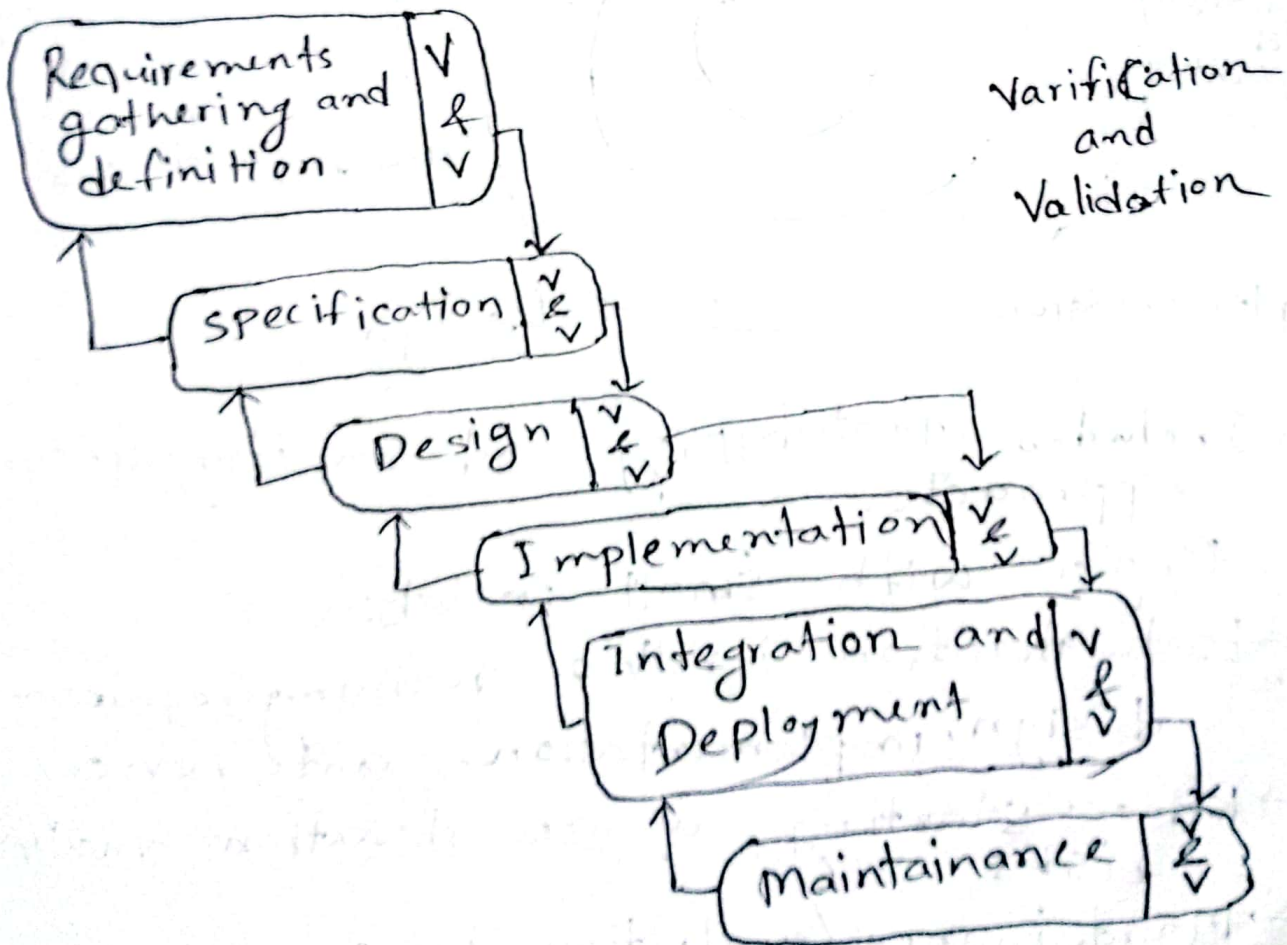 Requirements
gathering and
definition.
V
&
V
Varification
and
Validation
Specification
V
&
V
Design
V
&
V
Implementation
V
&
V
Integration and
Deployment
V
&
V
Maintainance
V
&
V